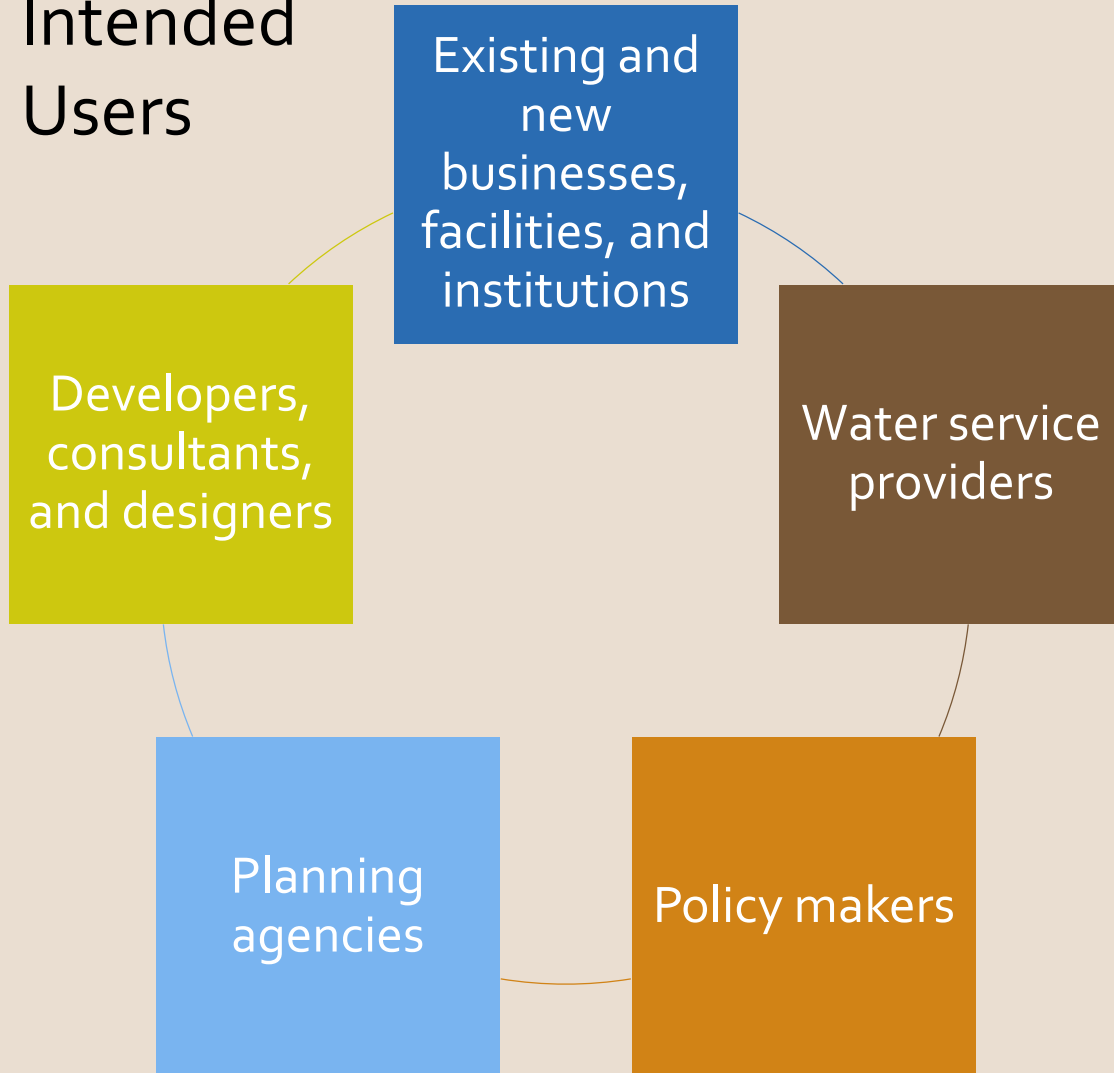 Intended
Users
Existing and
new
businesses,
facilities, and
institutions
Water service
providers
Policy makers
Planning
agencies
Developers,
consultants,
and designers